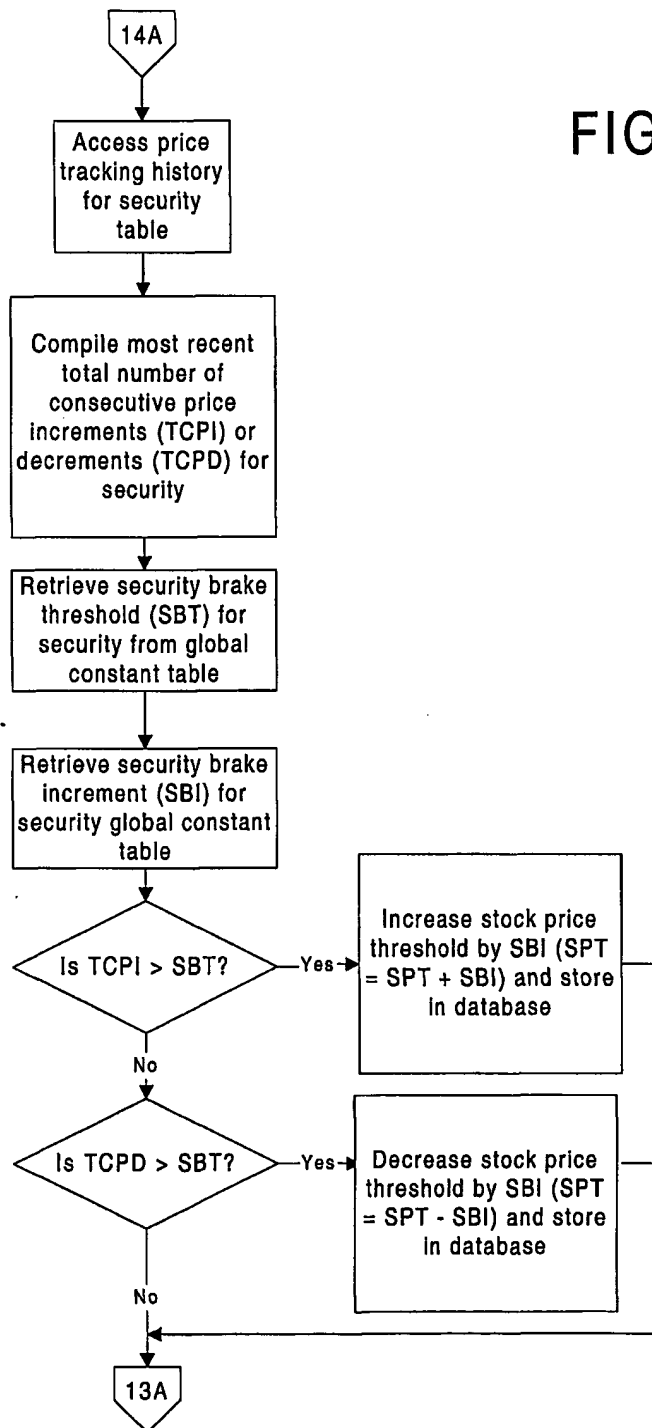 14A
FIG
Access price
tracking history
for security
table
Compile most recent
total number of
consecutive price
increments (TCPI) or
decrements (TCPD) for
security
Retrieve security brake
threshold (SBT) for
security from global
constant table
Retrieve security brake
increment (SBI) for
security global constant
table
Is TCPI > SBT?
Yes
Increase stock price
threshold by SBI (SPT
= SPT + SBI) and store
in database
No
Is TCPD > SBT?
Yes
Decrease stock price
threshold by SBI (SPT
= SPT - SBI) and store
in database
No
13A